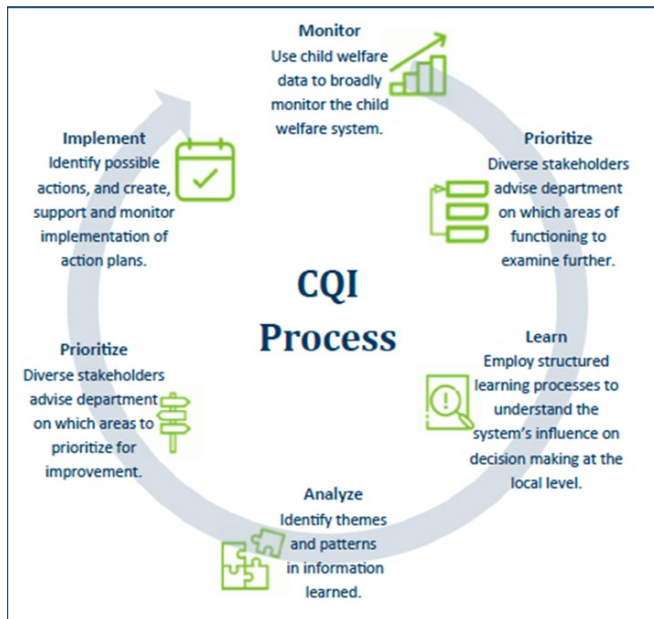 Monitor
Use child welfare
data to broadly
monitor the child
welfare system.
Prioritize
Diverse stakeholders
advise department
on which areas of
functioning to
examine further.
Learn
Employ structured
learning processes to
understand the
system's influence on
decision making at the
local level.
Analyze
Identify themes
and patterns
in information
learned.
Prioritize
Diverse stakeholders
advise department
on which areas to
prioritize for
improvement.
Implement
Identify possible
actions, and create,
support and monitor
implementation of
action plans.
CQI
Process